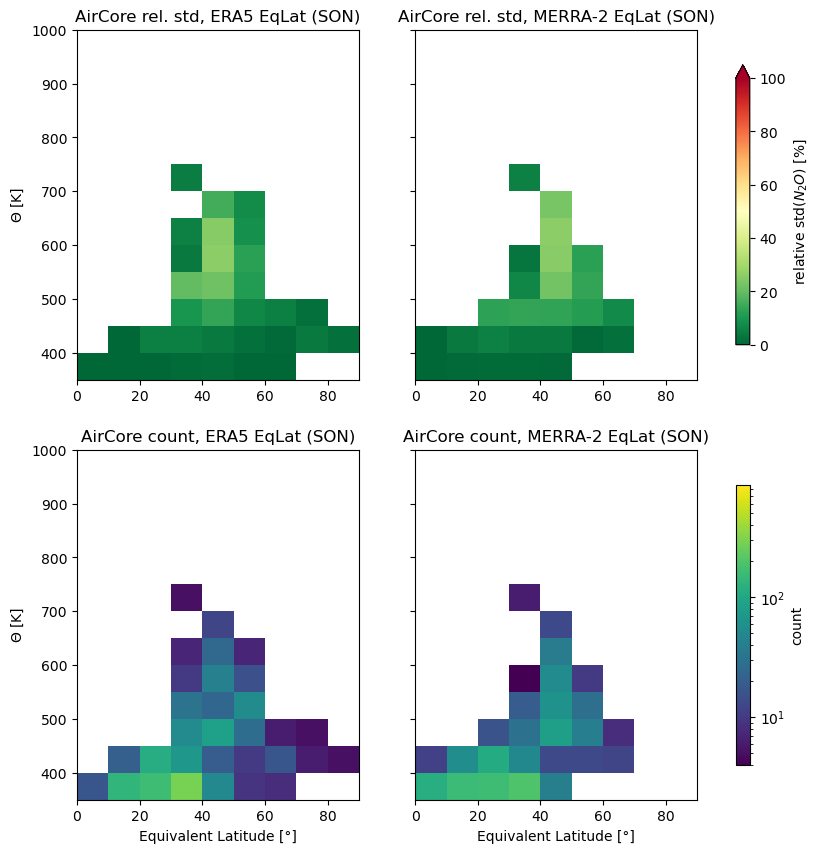 AirCore rel. std, ERA5 EqLat (SON)
AirCore rel. std, MERRA-2 EqLat (SON)
1000
900
800
700
600
500
400
Θ [K]
0 20 40 60 80
0 20 40 60 80
100
80
60
40
20
0
relative std(N₂O) [%]
AirCore count, ERA5 EqLat (SON)
AirCore count, MERRA-2 EqLat (SON)
1000
900
800
700
600
500
400
Θ [K]
0 20 40 60 80
0 20 40 60 80
Equivalent Latitude [°]
Equivalent Latitude [°]
10²
10¹
count